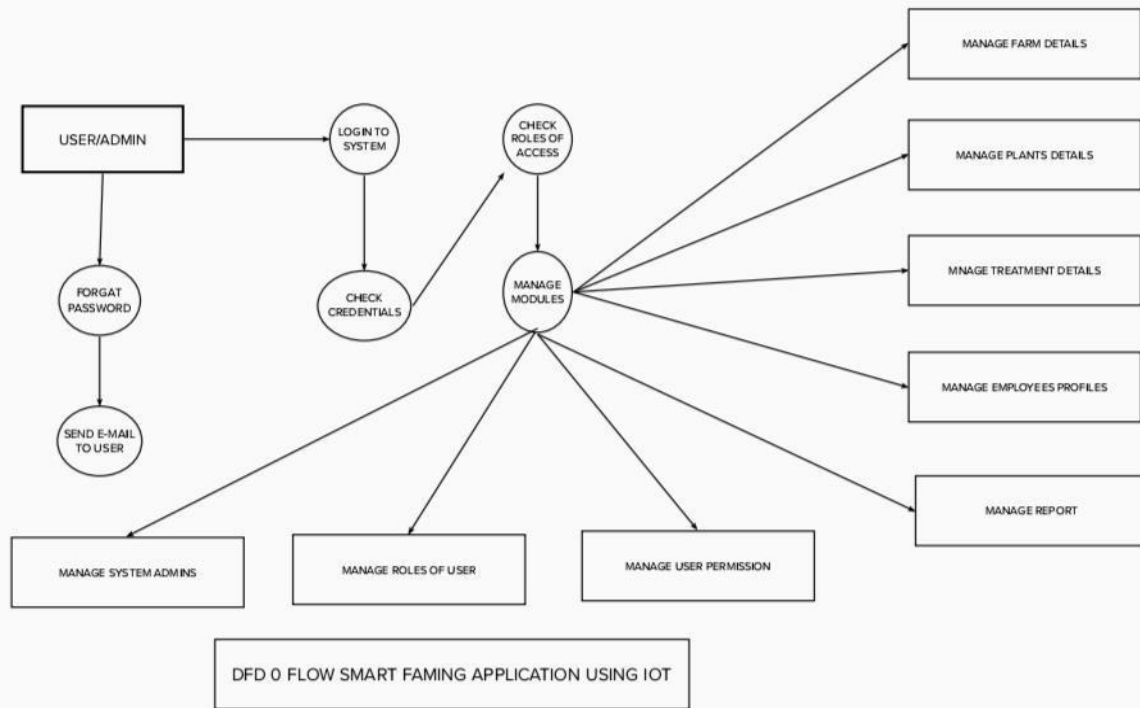 MANAGE FARM DETAILS
USER/ADMIN
LOGIN TO
SYSTEM
CHECK
ROLES OF
ACCESS
MANAGE PLANTS DETAILS
MNAGE TREATMENT DETAILS
FORGAT
PASSWORD
CHECK
CREDENTIALS
MANAGE
MODULES
MANAGE EMPLOYEES PROFILES
SEND E-MAIL
TO USER
MANAGE REPORT
MANAGE SYSTEM ADMINS
MANAGE ROLES OF USER
MANAGE USER PERMISSION
DFD 0 FLOW SMART FAMING APPLICATION USING IOT